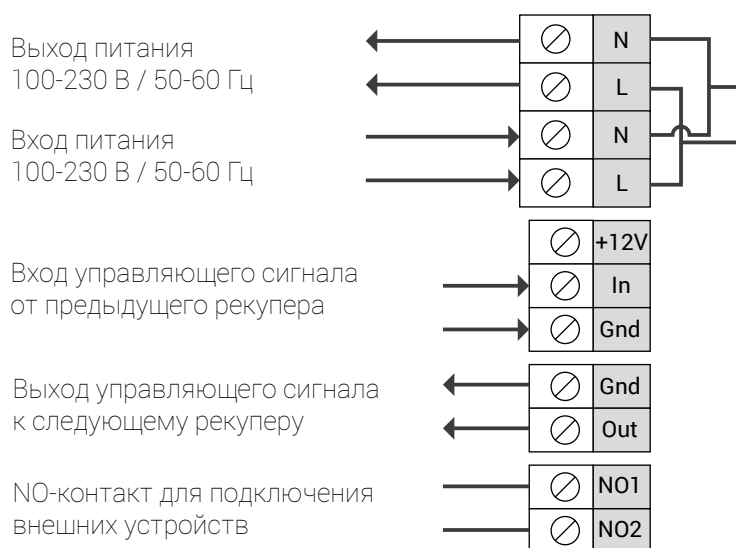 Выход питания
100-230 В / 50-60 Гц
N
L
Вход питания
100-230 В / 50-60 Гц
N
L
+12V
Вход управляющего сигнала
от предыдущего рекупера
In
Gnd
Выход управляющего сигнала
к следующему рекуперу
Gnd
Out
NO-контакт для подключения
внешних устройств
NO1
NO2